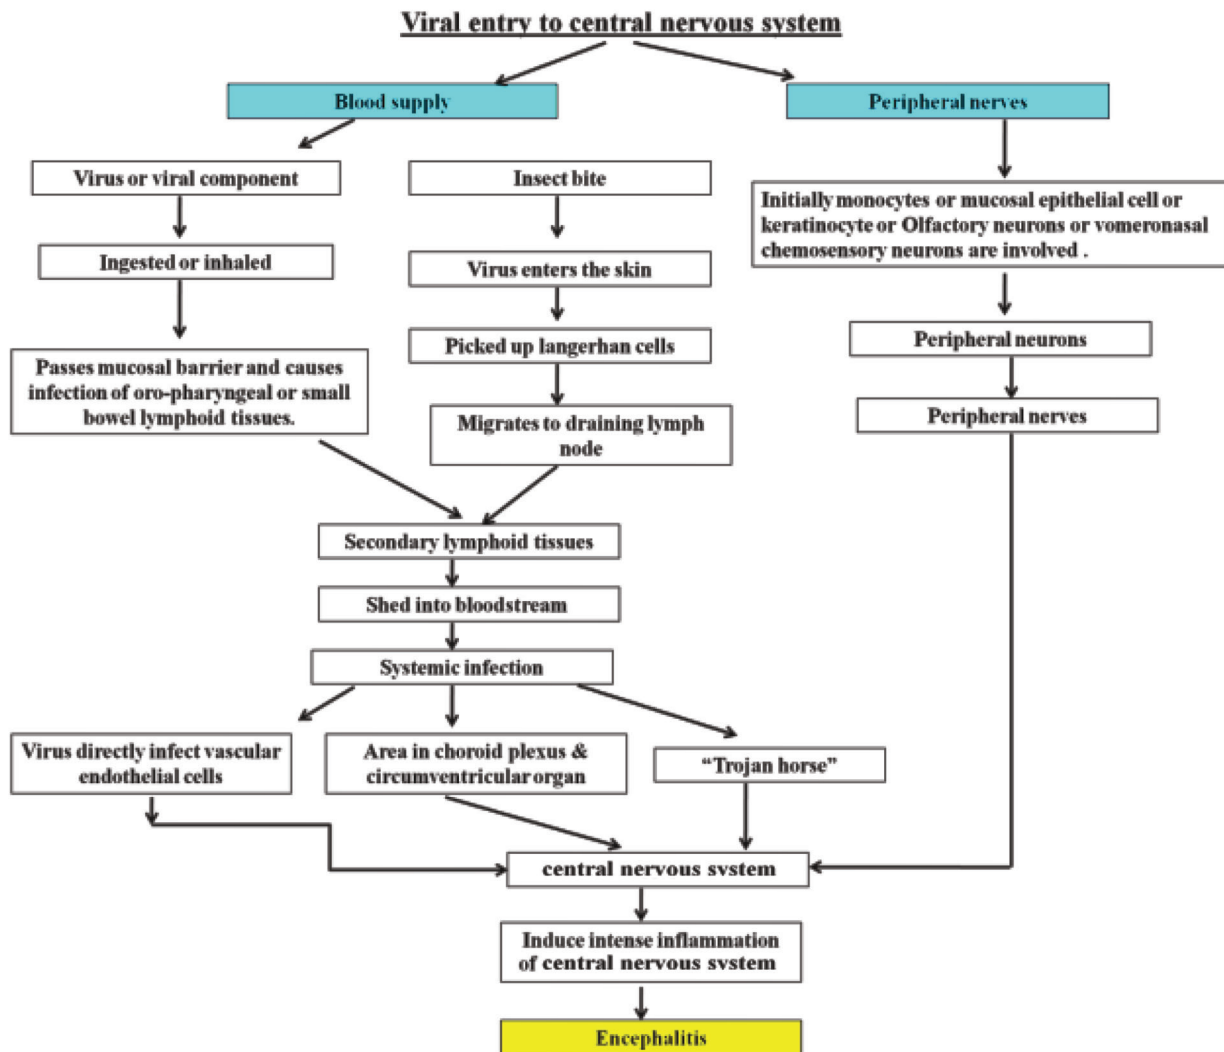 Viral entry to central nervous system
Blood supply
Peripheral nerves
Virus or viral component
Insect bite
Initially monocytes or mucosal epithelial cell or
keratinocyte or Olfactory neurons or vomeronasal
chemosensory neurons are involved .
Ingested or inhaled
Virus enters the skin
Picked up langerhan cells
Peripheral neurons
Passes mucosal barrier and causes
infection of oro-pharyngeal or small
bowel lymphoid tissues.
Migrates to draining lymph
node
Peripheral nerves
Secondary lymphoid tissues
Shed into bloodstream
Systemic infection
Virus directly infect vascular
endothelial cells
Area in choroid plexus &
circumventricular organ
“Trojan horse”
central nervous system
Induce intense inflammation
of central nervous system
Encephalitis